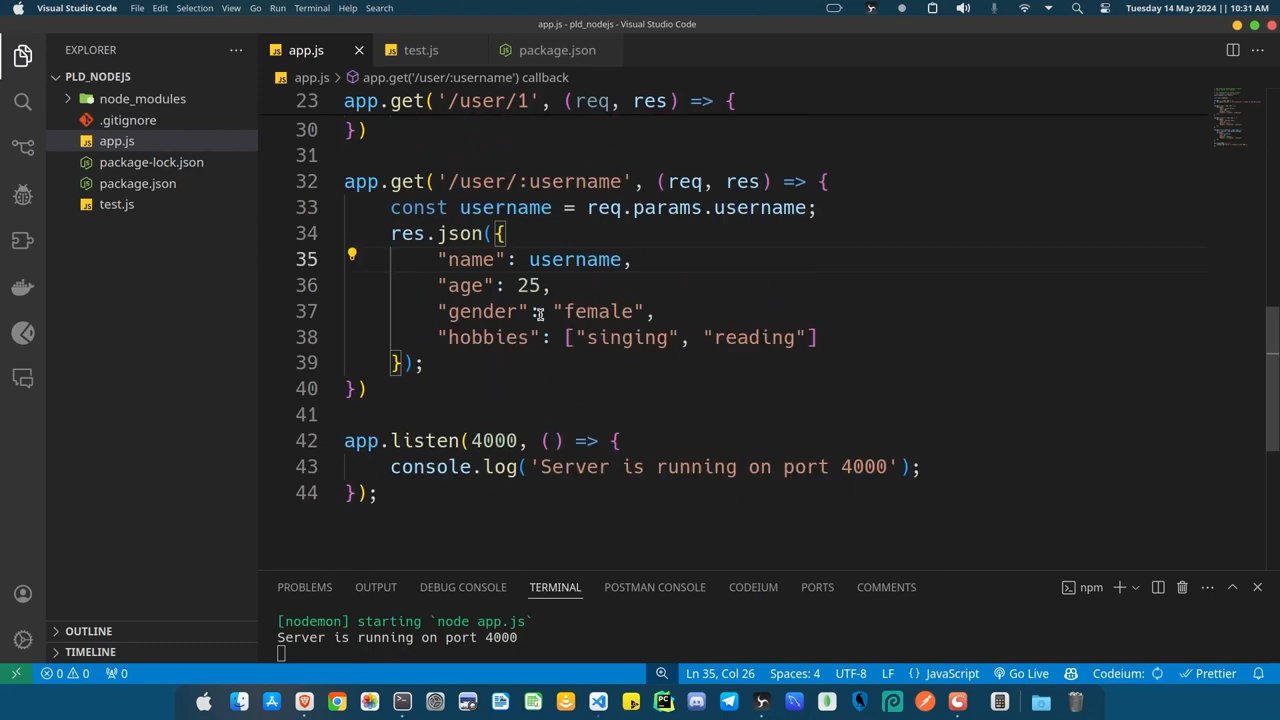 Visual Studio Code File Edit Selection View Go Run Terminal Help Search Tuesday 14 May 2024 | 10:31 AM
app.js - pld_nodejs - Visual Studio Code
EXPLORER
app.js
test.js
package.json
PLD_NODEJS
app.js > app.get('/user/:username') callback
node_modules
.gitignore
app.js
package-lock.json
package.json
test.js
23 app.get('/user/1', (req, res) => {
30 })
31
32 app.get('/user/:username', (req, res) => {
33 const username = req.params.username;
34 res.json({
35 "name": username,
36 "age": 25,
37 "gender": "female",
38 "hobbies": ["singing", "reading"]
39 });
40 })
41
42 app.listen(4000, () => {
43 console.log('Server is running on port 4000');
44 });
PROBLEMS OUTPUT DEBUG CONSOLE TERMINAL POSTMAN CONSOLE CODEIUM PORTS COMMENTS npm
[nodemon] starting `node app.js`
Server is running on port 4000
OUTLINE
TIMELINE
0 0 0 Ln 35, Col 26 Spaces: 4 UTF-8 LF {} JavaScript Go Live Codeium: Prettier